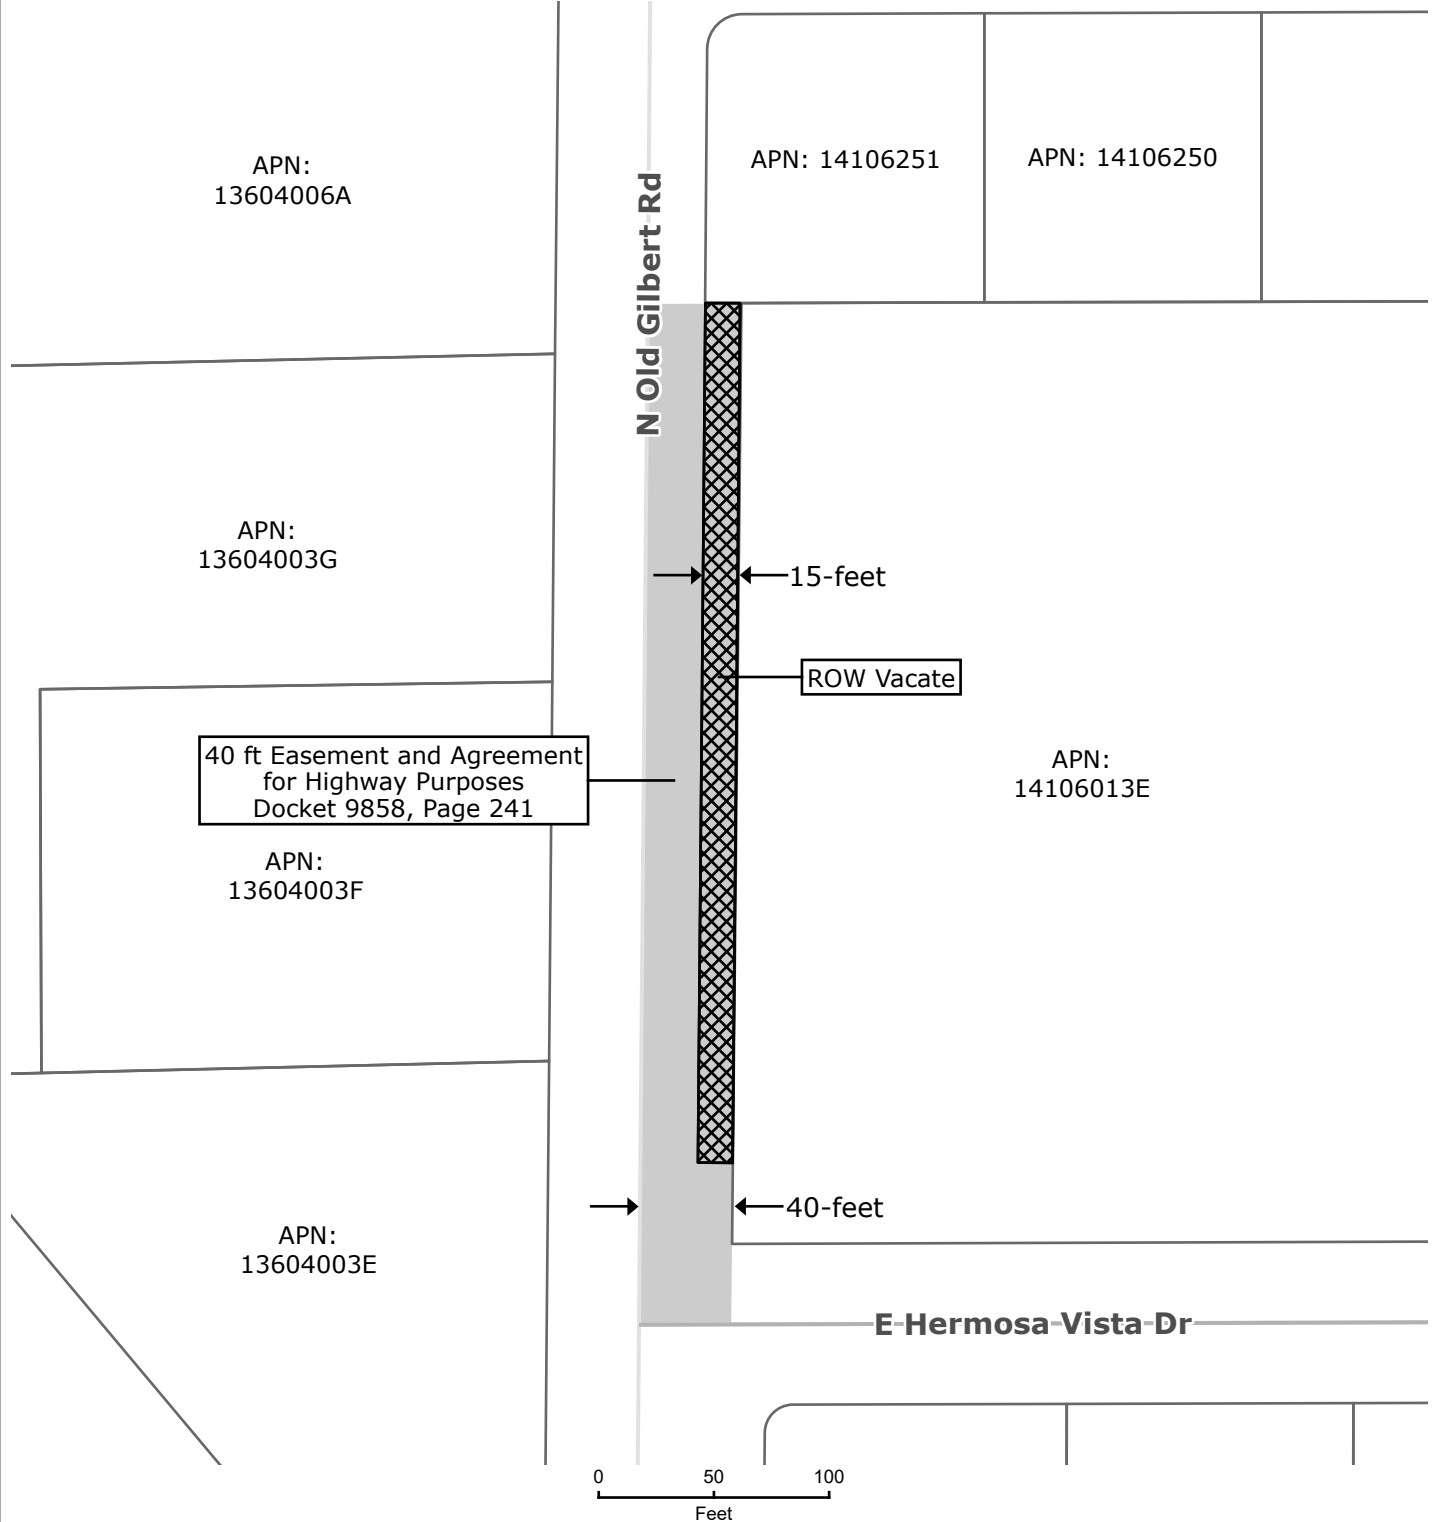 APN:
13604006A
N Old Gilbert Rd
APN: 14106251
APN: 14106250
APN:
13604003G
15-feet
ROW Vacate
40 ft Easement and Agreement
for Highway Purposes
Docket 9858, Page 241
APN:
14106013E
APN:
13604003F
40-feet
APN:
13604003E
E Hermosa Vista Dr
0 50 100
Feet